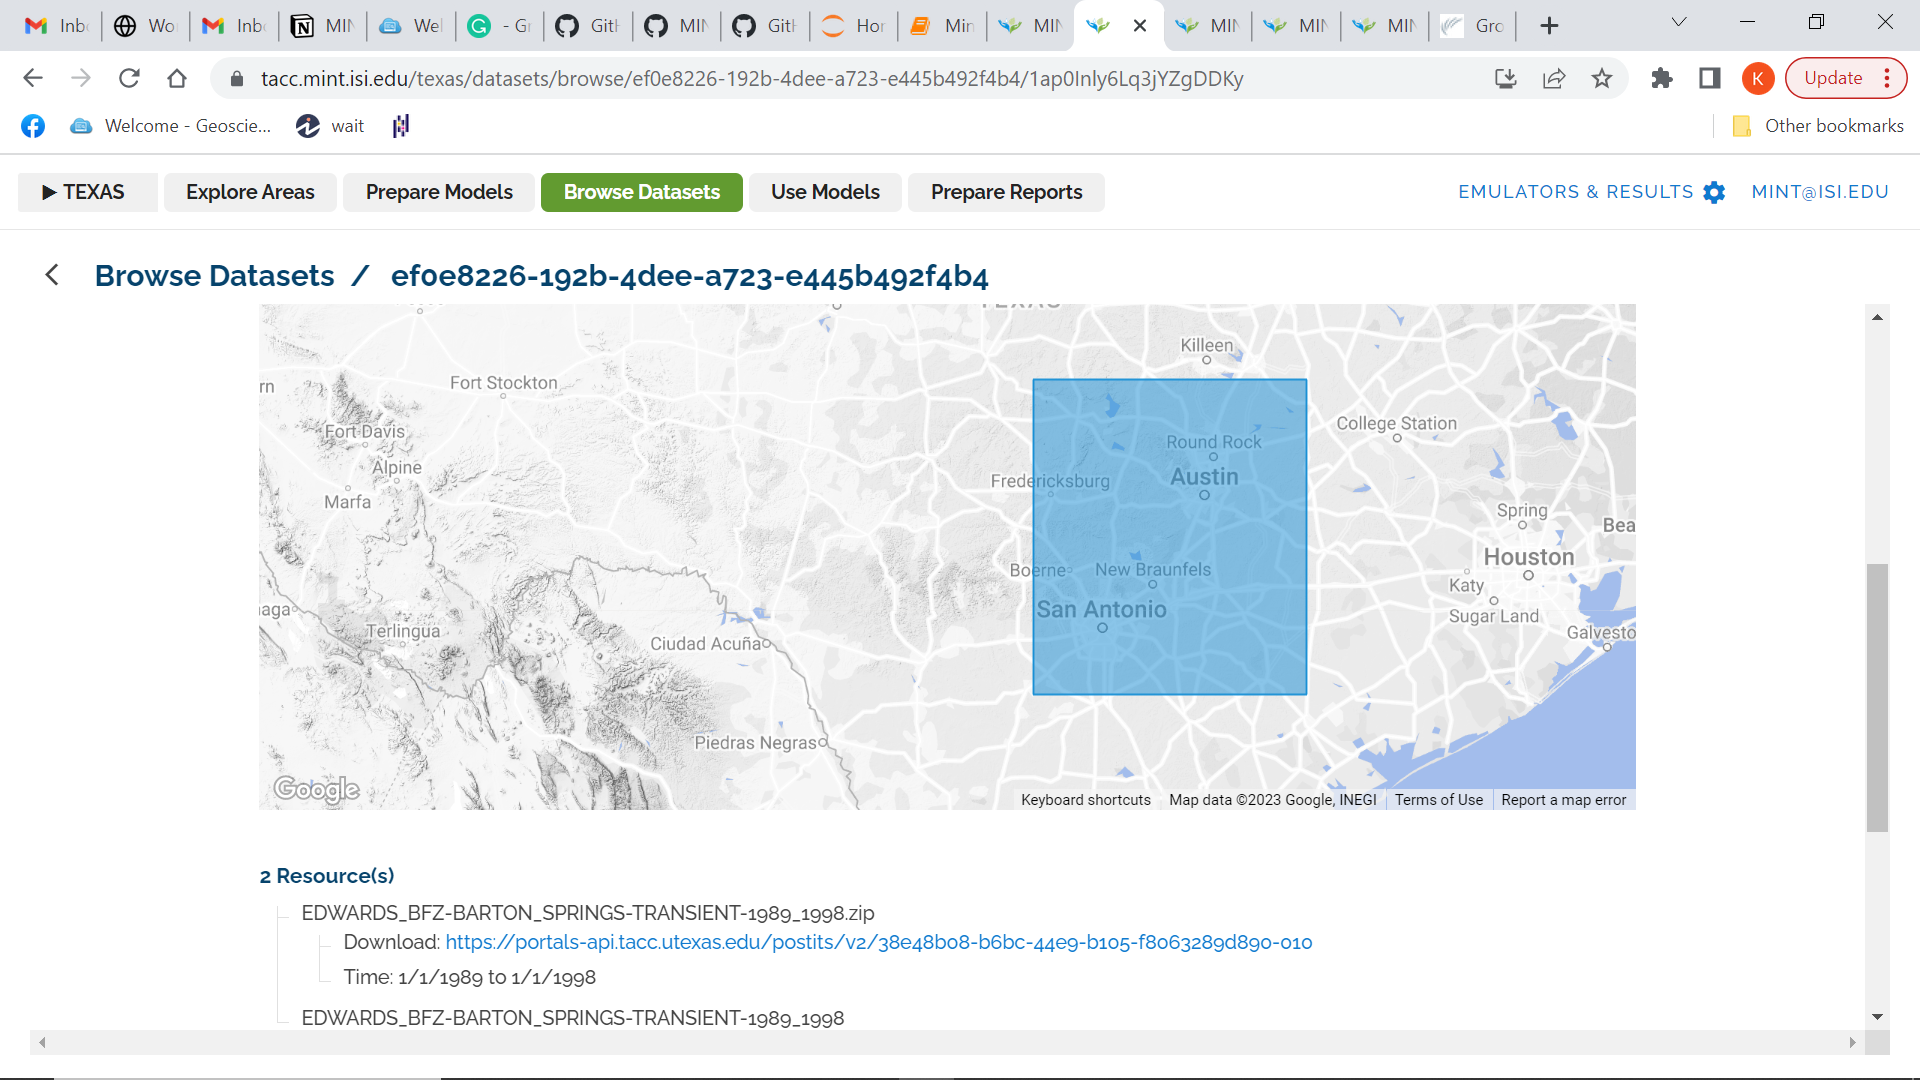 Inb
Wo
Inb
MIN
Wel
- Gr
Git
MIN
Git
Hor
Min
MIN
MIN
MIN
MIN
Gro
tacc.mint.isi.edu/texas/datasets/browse/ef0e8226-192b-4dee-a723-e445b492f4b4/1ap0Inly6Lq3jYZgDDKy
K
Update
Welcome - Geoscie...
wait
Other bookmarks
▶ TEXAS
Explore Areas
Prepare Models
Browse Datasets
Use Models
Prepare Reports
EMULATORS & RESULTS
MINT@ISI.EDU
Browse Datasets / ef0e8226-192b-4dee-a723-e445b492f4b4
TEXAS
Killeen
rn
Fort Stockton
College Station
Fort Davis
Round Rock
Alpine
Austin
Fredericksburg
Marfa
Spring
Bea
Houston
Boerne
New Braunfels
Katy
aga
San Antonio
Sugar Land
Terlingua
Galvesto
Ciudad Acuña
Piedras Negras
Google
Keyboard shortcuts
Map data ©2023 Google, INEGI
Terms of Use
Report a map error
2 Resource(s)
EDWARDS_BFZ-BARTON_SPRINGS-TRANSIENT-1989_1998.zip
Download: https://portals-api.tacc.utexas.edu/postits/v2/38e48b08-b6bc-44e9-b105-f8063289d890-010
Time: 1/1/1989 to 1/1/1998
EDWARDS_BFZ-BARTON_SPRINGS-TRANSIENT-1989_1998